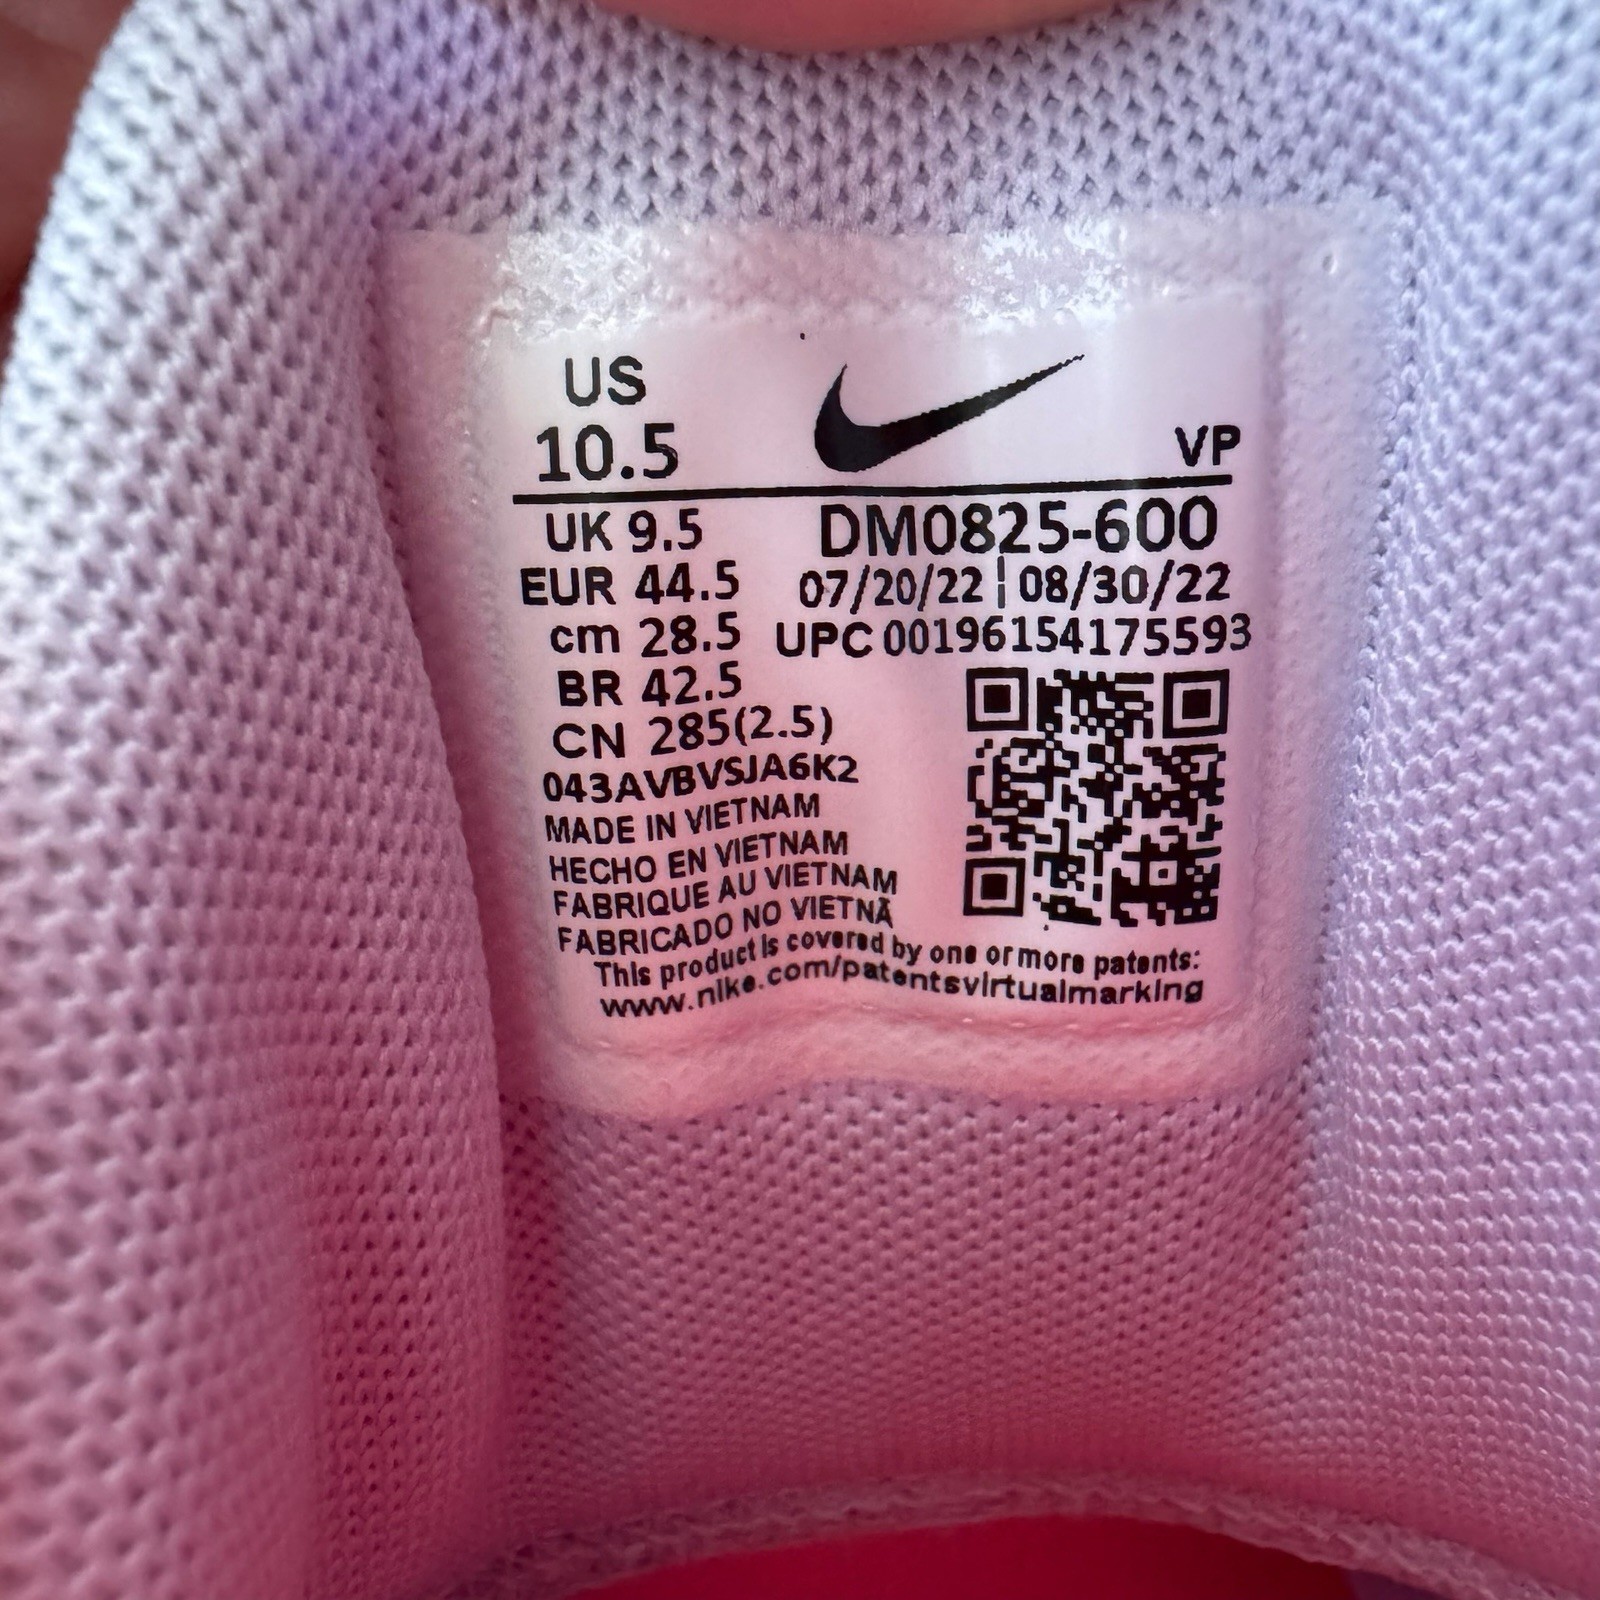 US
10.5
VP
UK 9.5
EUR 44.5
cm 28.5
BR 42.5
CN 285(2.5)
DM0825-600
07/20/22 | 08/30/22
UPC 00196154175593
043AVBVSJA6K2
MADE IN VIETNAM
HECHO EN VIETNAM
FABRIQUE AU VIETNAM
FABRICADO NO VIETNÃ
This product is covered by one or more patents:
www.nike.com/patentsvirtualmarking